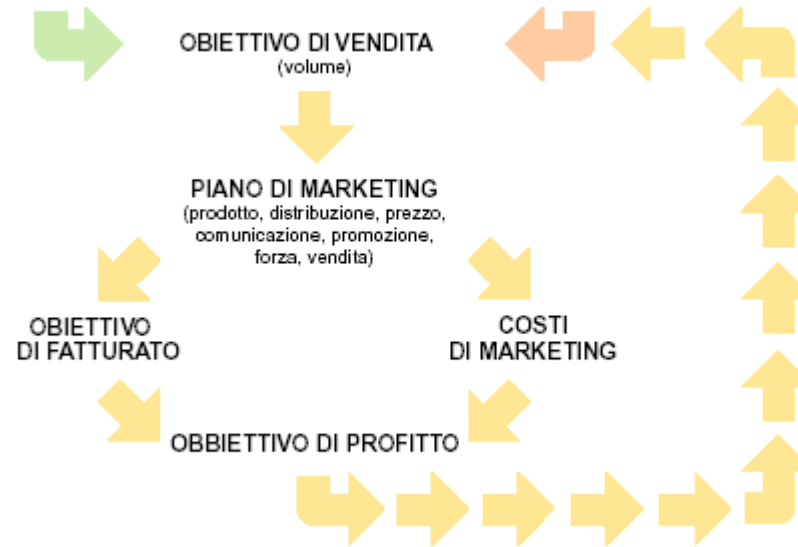 OBIETTIVO DI VENDITA
(volume)
PIANO DI MARKETING
(prodotto, distribuzione, prezzo,
comunicazione, promozione,
forza, vendita)
OBIETTIVO
DI FATTURATO
COSTI
DI MARKETING
OBBIETTIVO DI PROFITTO